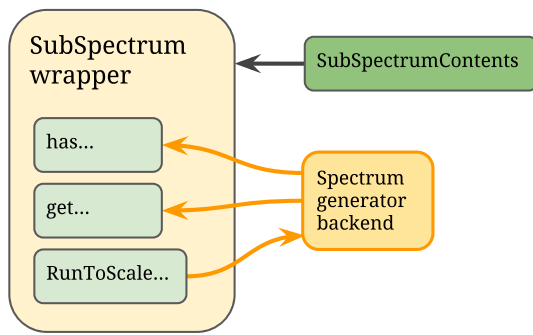 SubSpectrum
wrapper
SubSpectrumContents
has...
get...
RunToScale...
Spectrum
generator
backend